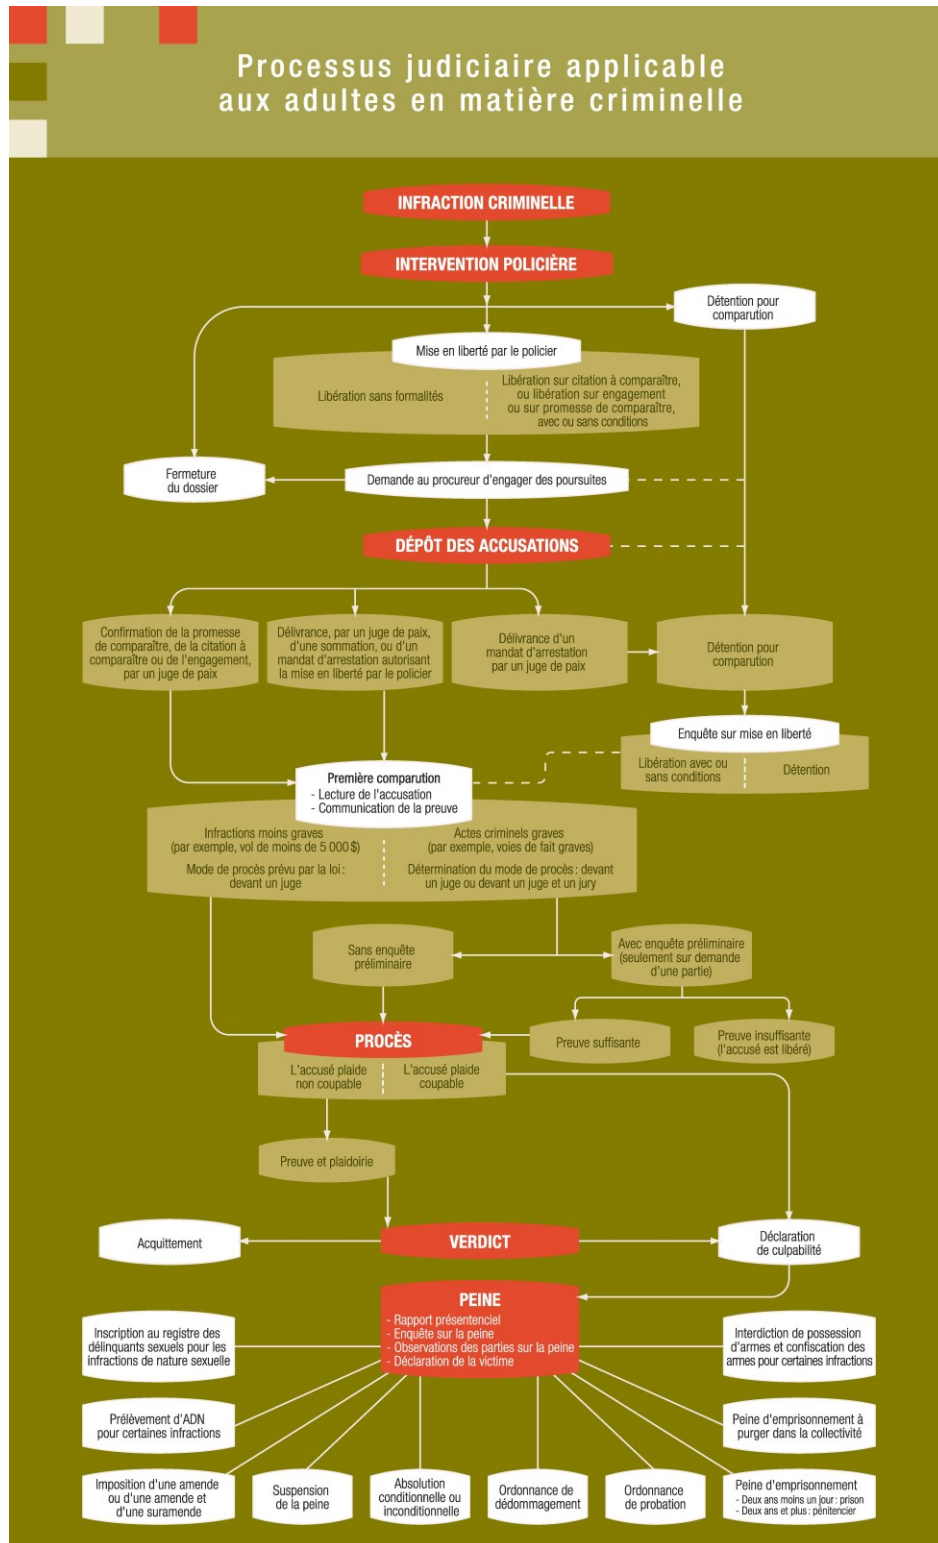 Processus judiciaire applicable
aux adultes en matière criminelle
INFRACTION CRIMINELLE
INTERVENTION POLICIÈRE
Détention pour
comparution
Mise en liberté par le policier
Libération sans formalités
Libération sur citation à comparaître,
ou libération sur engagement
ou sur promesse de comparaître,
avec ou sans conditions
Fermeture
du dossier
Demande au procureur d'engager des poursuites
DÉPÔT DES ACCUSATIONS
Confirmation de la promesse
de comparaître, de la citation à
comparaître ou de l'engagement,
par un juge de paix
Délivrance, par un juge de paix,
d'une sommation, ou d'un
mandat d'arrestation autorisant
la mise en liberté par le policier
Délivrance d'un
mandat d'arrestation
par un juge de paix
Détention pour
comparution
Enquête sur mise en liberté
Libération avec ou
sans conditions
Détention
Première comparution
- Lecture de l'accusation
- Communication de la preuve
Infractions moins graves
(par exemple, vol de moins de 5 000 $)
Mode de procès prévu par la loi :
devant un juge
Actes criminels graves
(par exemple, voies de fait graves)
Détermination du mode de procès : devant
un juge ou devant un juge et un jury
Sans enquête
préliminaire
Avec enquête préliminaire
(seulement sur demande
d'une partie)
PROCÈS
Preuve suffisante
Preuve insuffisante
(l'accusé est libéré)
L'accusé plaide
non coupable
L'accusé plaide
coupable
Preuve et plaidoirie
Acquittement
VERDICT
Déclaration
de culpabilité
PEINE
- Rapport présentenciel
- Enquête sur la peine
- Observations des parties sur la peine
- Déclaration de la victime
Inscription au registre des
délinquants sexuels pour les
infractions de nature sexuelle
Interdiction de possession
d'armes et confiscation des
armes pour certaines infractions
Prélèvement d'ADN
pour certaines infractions
Peine d'emprisonnement à
purger dans la collectivité
Imposition d'une amende
ou d'une amende et
d'une suramende
Suspension
de la peine
Absolution
conditionnelle ou
inconditionnelle
Ordonnance de
dédommagement
Ordonnance
de probation
Peine d'emprisonnement
- Deux ans moins un jour : prison
- Deux ans et plus : pénitencier